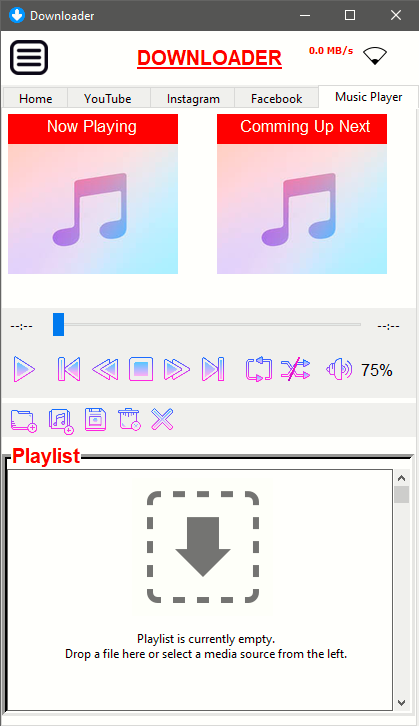 Downloader
DOWNLOADER
0.0 MB/s
Home YouTube Instagram Facebook Music Player
Now Playing Comming Up Next
--:-- --:--
75%
Playlist
Playlist is currently empty.
Drop a file here or select a media source from the left.